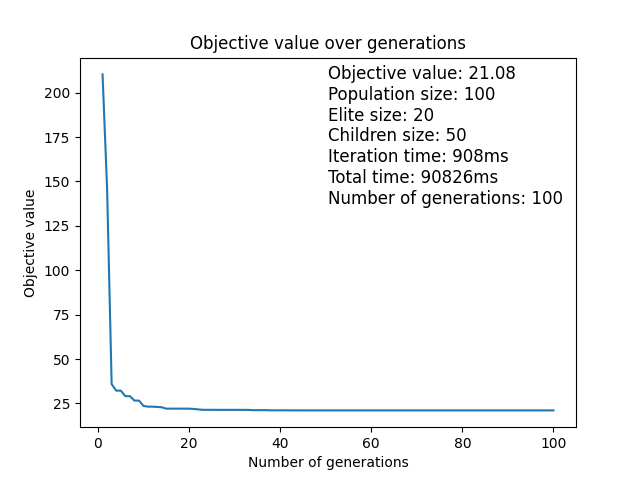 Objective value over generations
Objective value: 21.08
Population size: 100
Elite size: 20
Children size: 50
Iteration time: 908ms
Total time: 90826ms
Number of generations: 100
Objective value
200
175
150
125
100
75
50
25
0 20 40 60 80 100
Number of generations